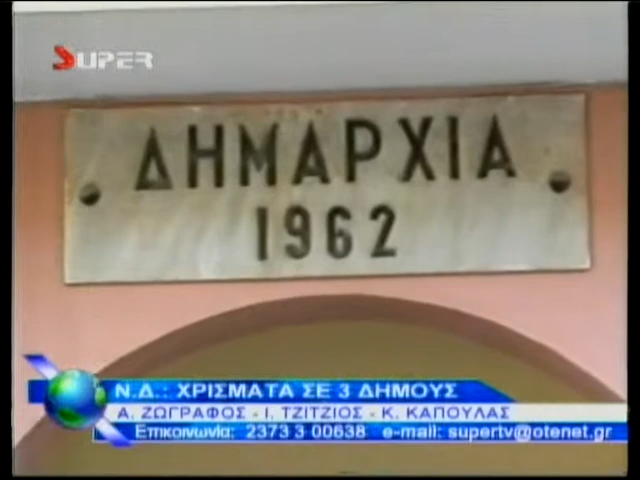 SUPER
ΔΗΜΑΡΧΙΑ
1962
Ν.Δ.: ΧΡΙΣΜΑΤΑ ΣΕ 3 ΔΗΜΟΥΣ
Α. ΖΩΓΡΑΦΟΣ - Ι. ΤΖΙΤΖΙΟΣ - Κ. ΚΑΠΟΥΛΑΣ
Επικοινωνία: 2373 3 00638 e-mail: supertv@otenet.gr